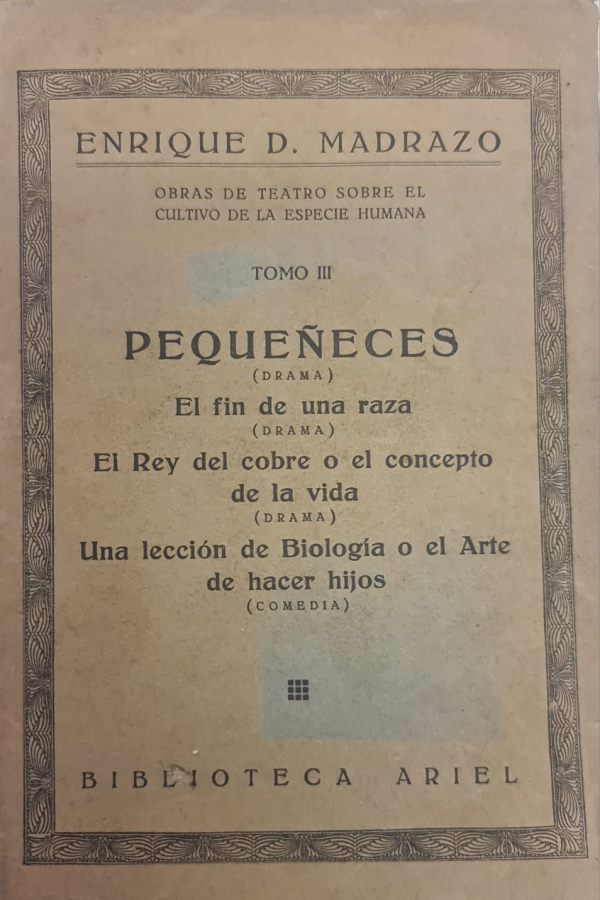 ENRIQUE D. MADRAZO
OBRAS DE TEATRO SOBRE EL
CULTIVO DE LA ESPECIE HUMANA
TOMO III
PEQUEÑECES
(DRAMA)
El fin de una raza
(DRAMA)
El Rey del cobre o el concepto
de la vida
(DRAMA)
Una lección de Biología o el Arte
de hacer hijos
(COMEDIA)
BIBLIOTECA ARIEL